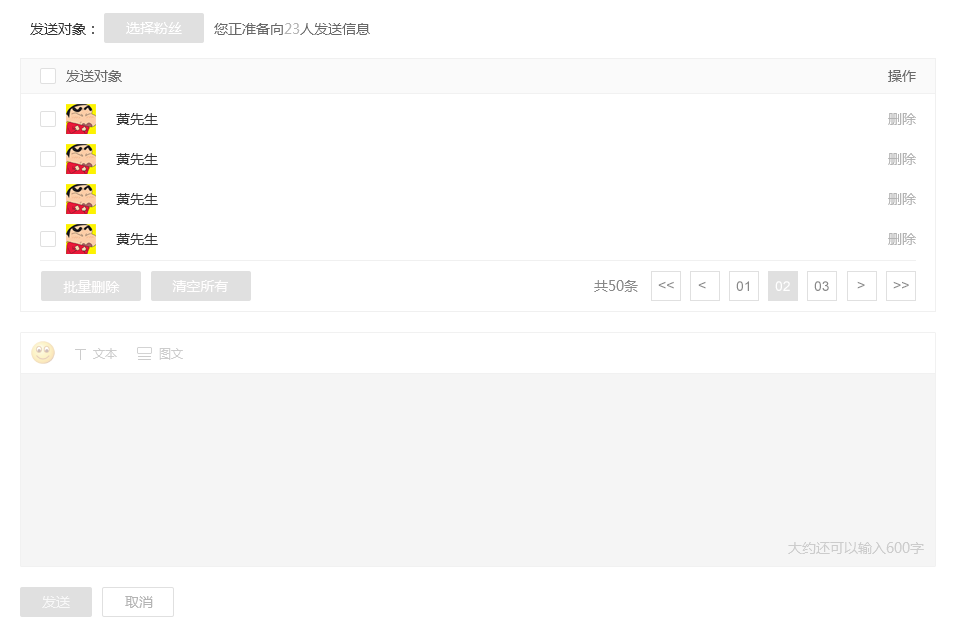 发送对象： 选择粉丝 您正准备向23人发送信息
发送对象 操作
黄先生 删除
黄先生 删除
黄先生 删除
黄先生 删除
批量删除 清空所有 共50条 << < 01 02 03 > >>
文本 图文
大约还可以输入600字
发送 取消